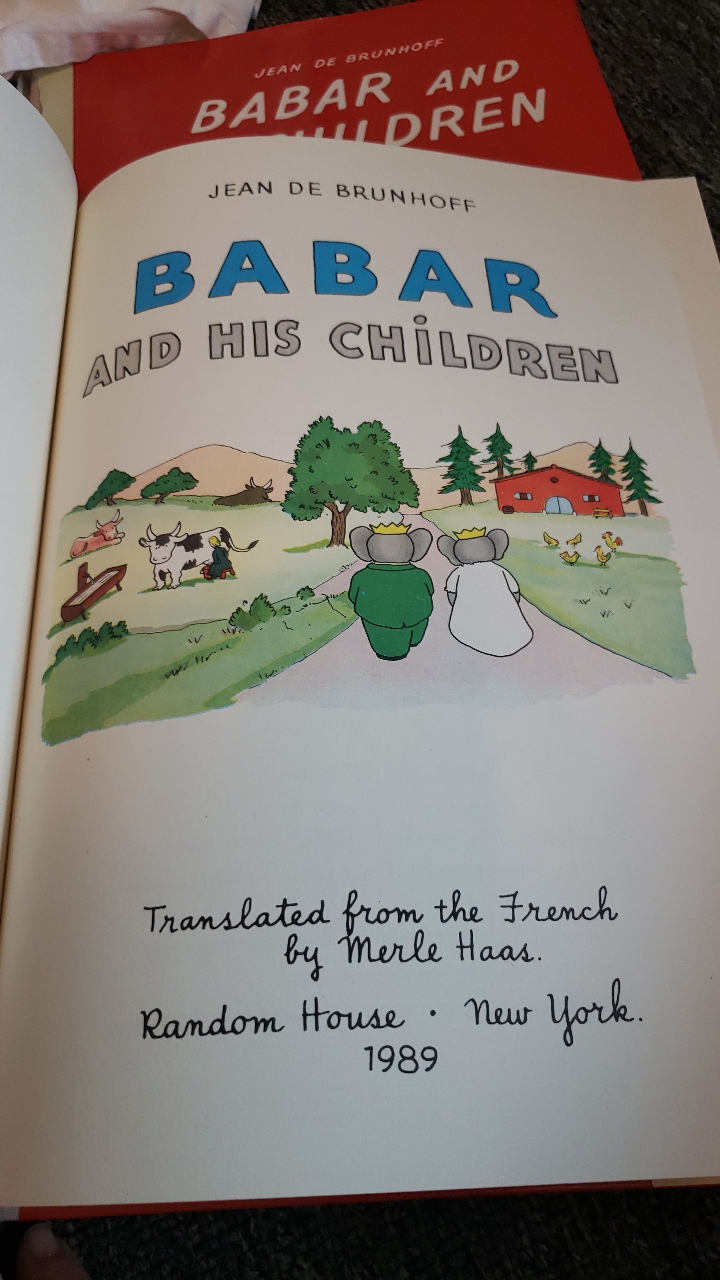 JEAN DE BRUNHOFF
BABAR AND
CHILDREN
JEAN DE BRUNHOFF
BABAR
AND HIS CHiLDREN
Translated from the French
by Merle Haas.
Random House · New York.
1989